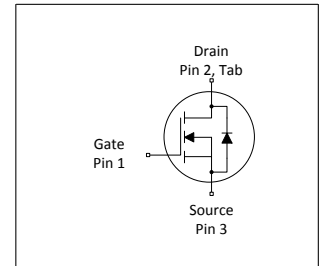 Drain
Pin 2, Tab
Gate
Pin 1
Source
Pin 3